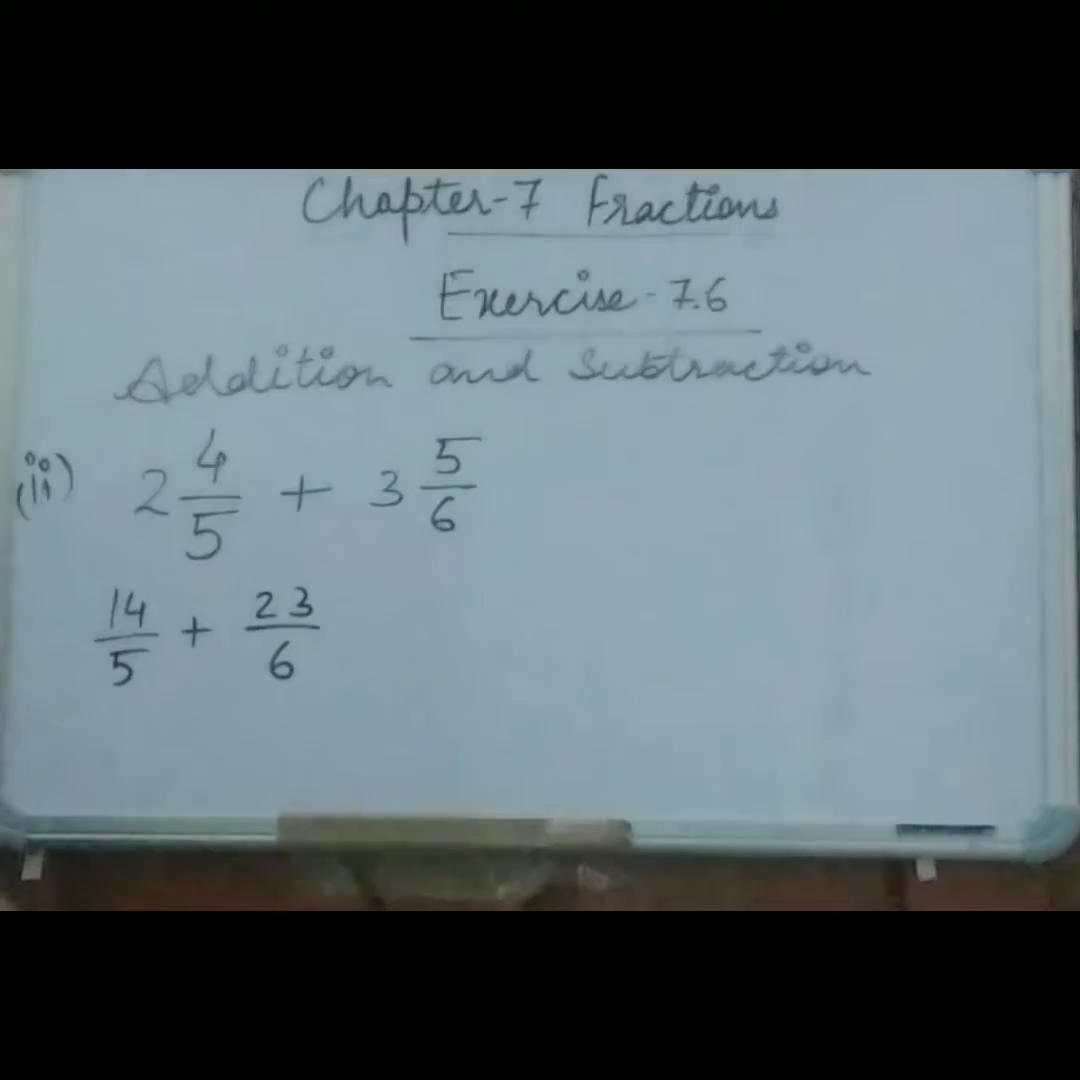 Chapter-7 Fractions
Exercise-7.6
Addition and Subtraction
(ii) 2 4/5 + 3 5/6
14/5 + 23/6